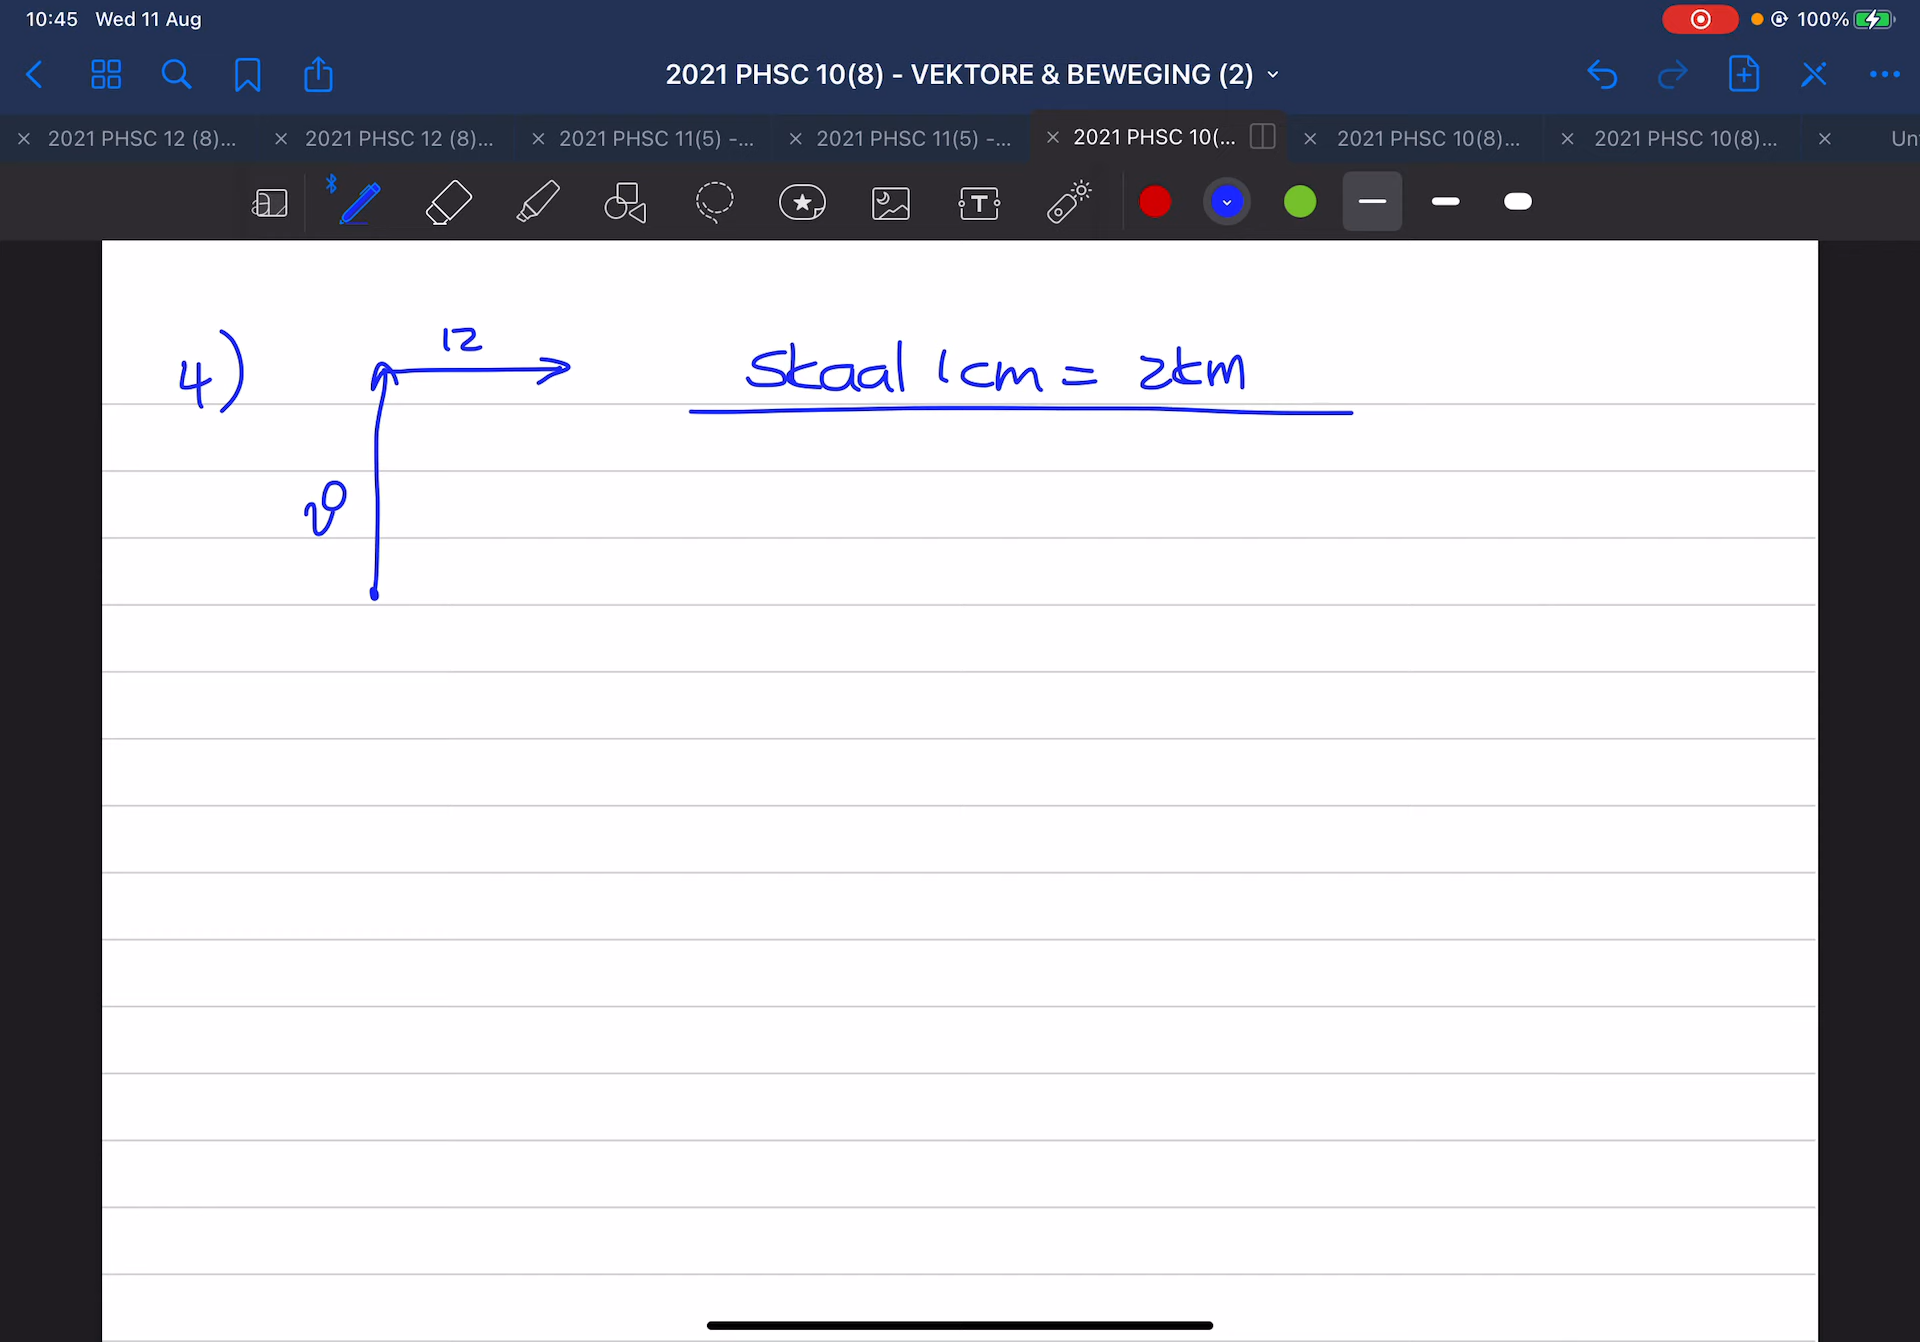 10:45 Wed 11 Aug 100%
2021 PHSC 10(8) - VEKTORE & BEWEGING (2)
2021 PHSC 12 (8)... 2021 PHSC 12 (8)... 2021 PHSC 11(5) -... 2021 PHSC 11(5) -... 2021 PHSC 10(... 2021 PHSC 10(8)... 2021 PHSC 10(8)... Un
T
4) 12 Skaal 1cm = 2km